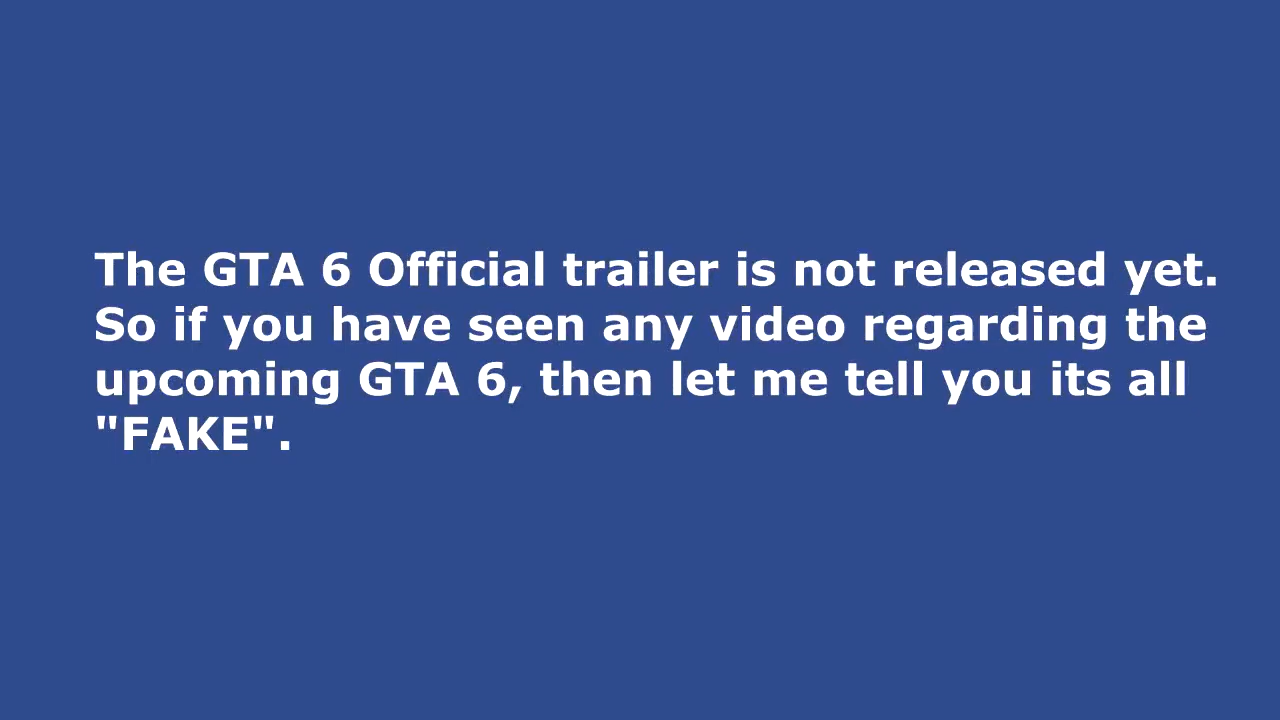 The GTA 6 Official trailer is not released yet.
So if you have seen any video regarding the
upcoming GTA 6, then let me tell you its all
"FAKE".